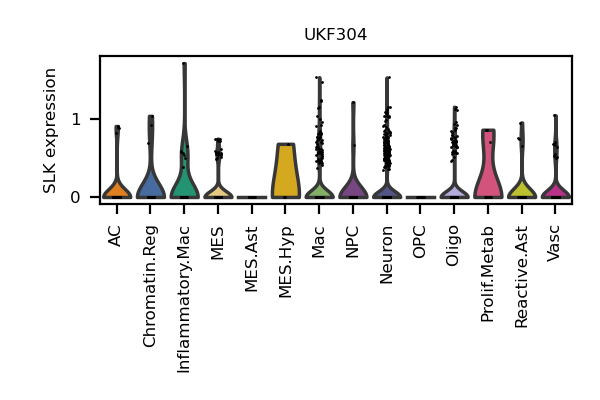 UKF304
SLK expression
1
0
AC
Chromatin.Reg
Inflammatory.Mac
MES
MES.Ast
MES.Hyp
Mac
NPC
Neuron
OPC
Oligo
Prolif.Metab
Reactive.Ast
Vasc